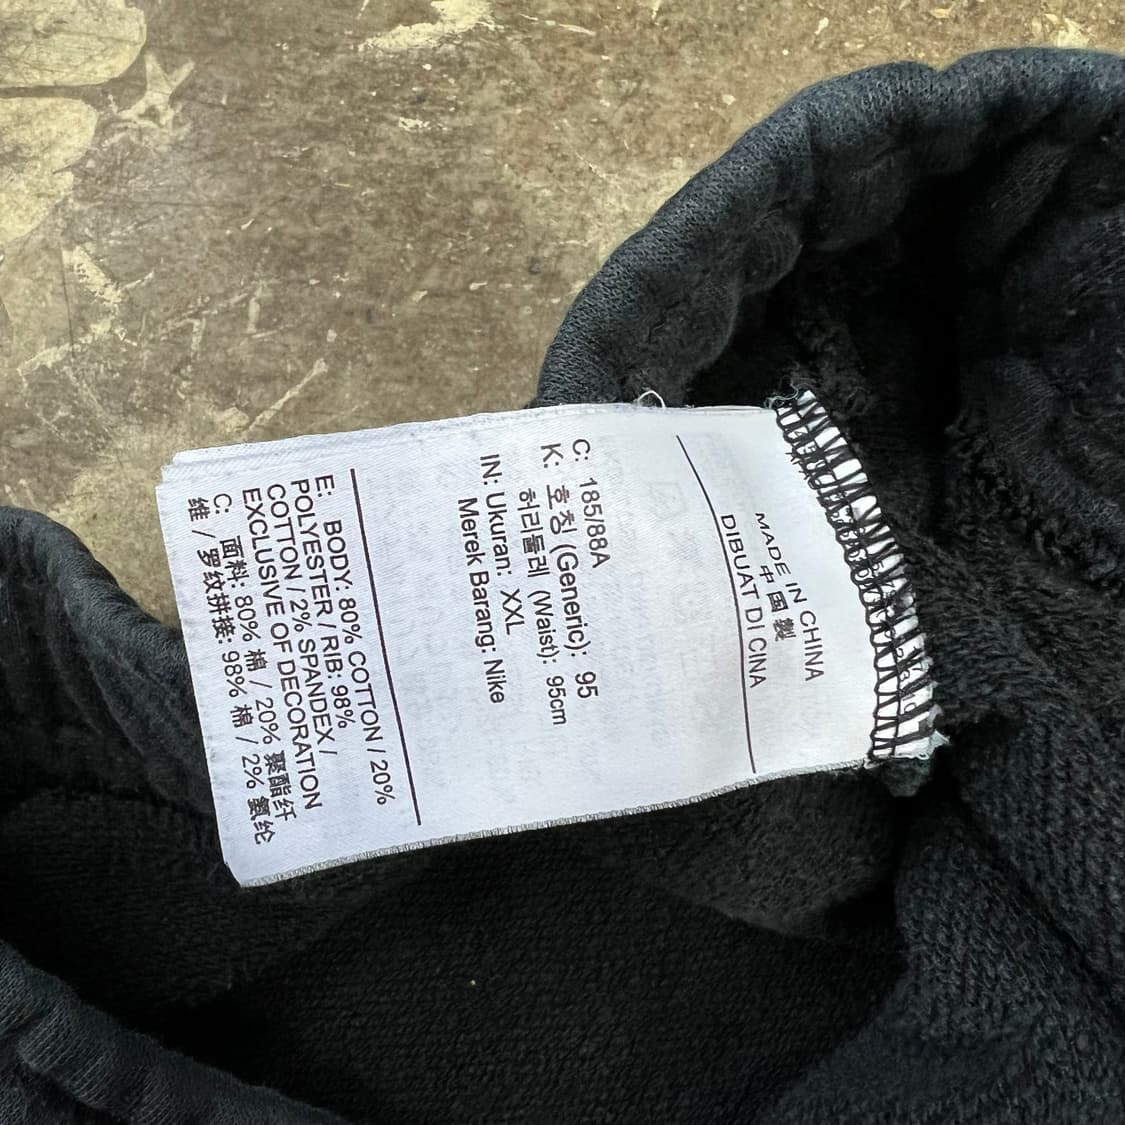 MADE IN CHINA
中国製
DIBUAT DI CINA
C: 185/88A
K: 호칭 (Generic): 95
허리둘레 (Waist): 95cm
IN: Ukuran: XXL
Merek Barang: Nike
E: BODY: 80% COTTON / 20%
POLYESTER / RIB: 98%
COTTON / 2% SPANDEX /
EXCLUSIVE OF DECORATION
C: 面料: 80% 棉 / 20% 聚酯纤
维 / 罗纹拼接: 98% 棉 / 2% 氨纶